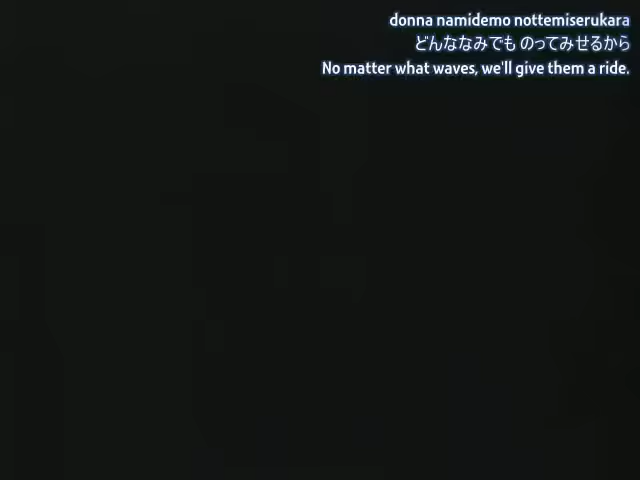 donna namidemo nottemiserukara
どんななみでも のってみせるから
No matter what waves, we'll give them a ride.